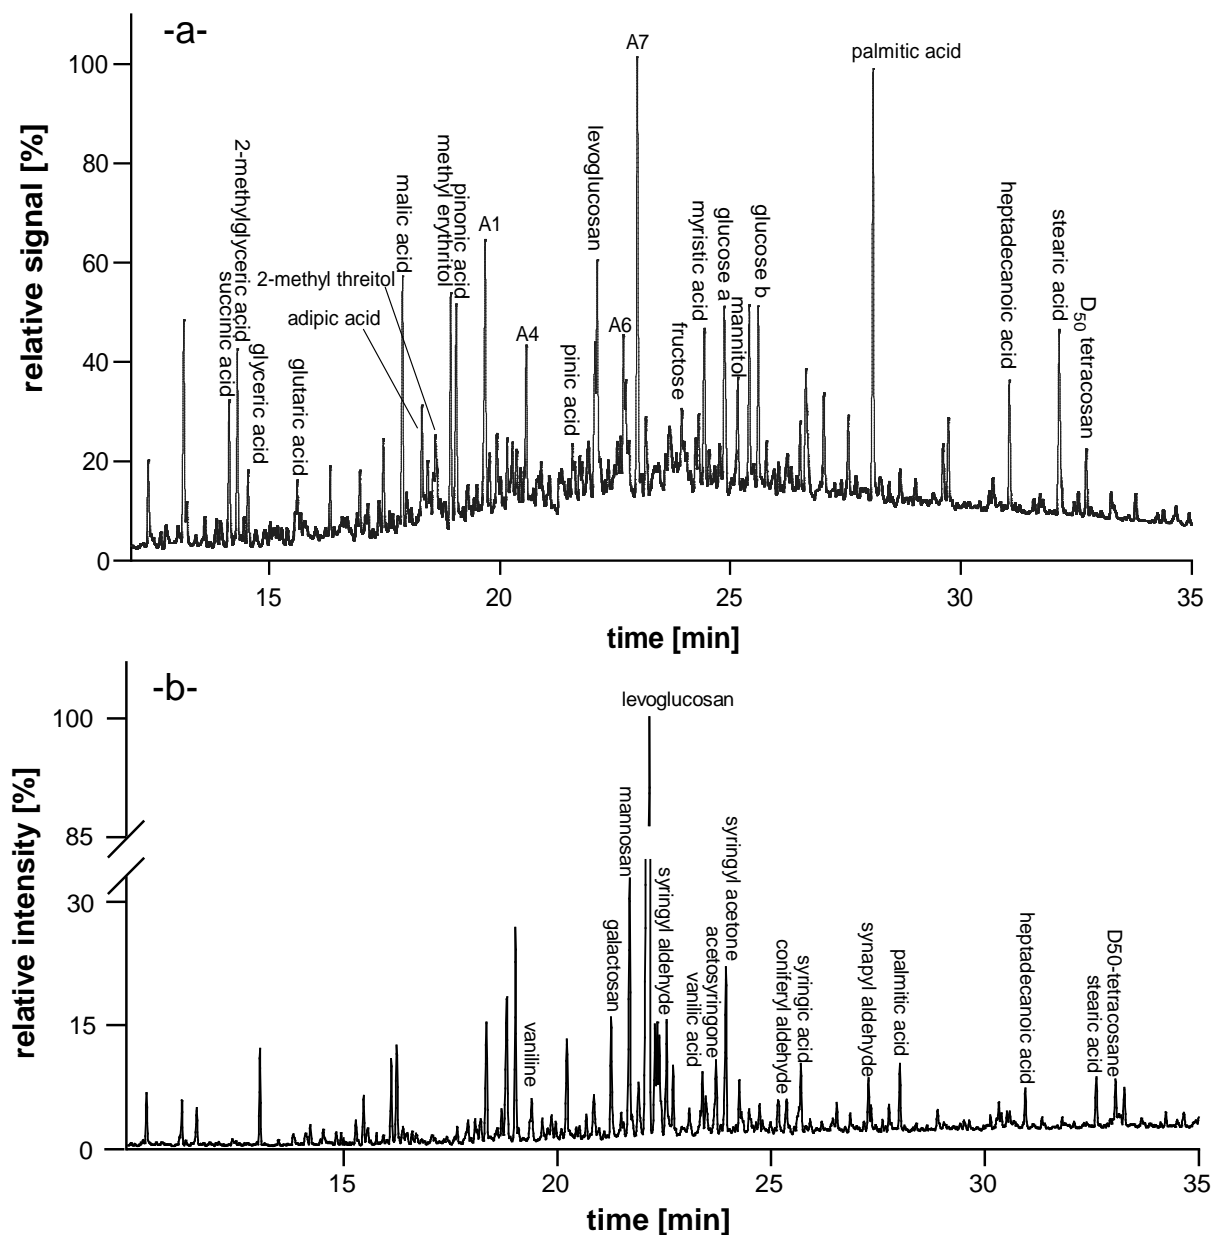 -a-
relative signal [%]
100
80
60
40
20
0
15
20
25
30
35
time [min]
succinic acid
2-methylglyceric acid
glyceric acid
glutaric acid
adipic acid
2-methyl threitol
malic acid
methyl erythritol
pinonic acid
A1
A4
pinic acid
levoglucosan
A6
A7
fructose
myristic acid
glucose a
mannitol
glucose b
palmitic acid
heptadecanoic acid
stearic acid
D50 tetracosan
-b-
relative intensity [%]
100
85
30
15
0
15
20
25
30
35
time [min]
vaniline
galactosan
mannosan
levoglucosan
syringyl aldehyde
vanilic acid
acetosyringone
syringyl acetone
coniferyl aldehyde
syringic acid
synapyl aldehyde
palmitic acid
heptadecanoic acid
stearic acid
D50-tetracosane